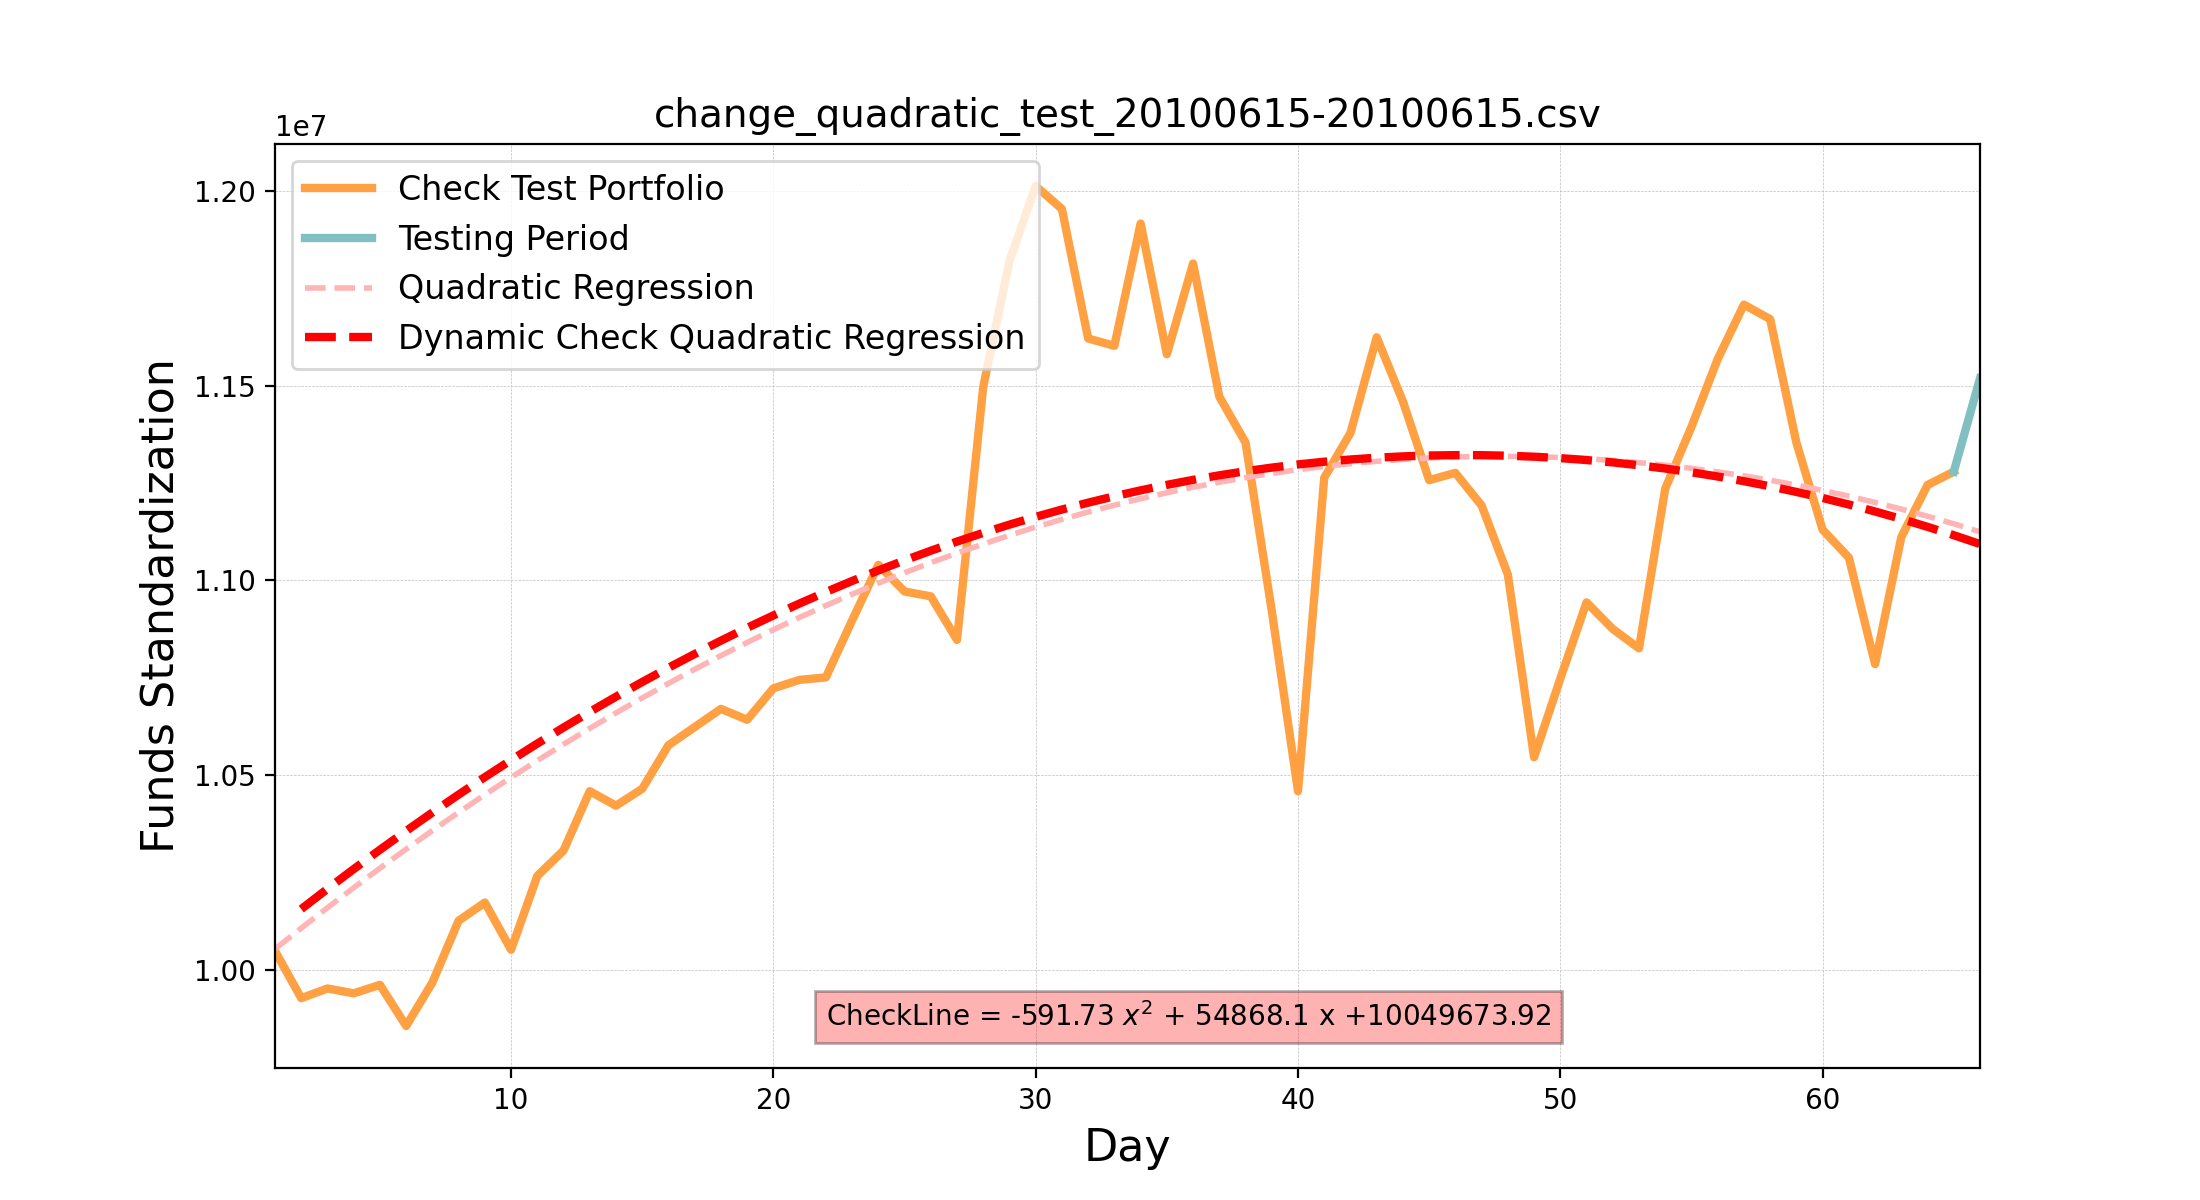 change_quadratic_test_20100615-20100615.csv
1e7
Check Test Portfolio
Testing Period
Quadratic Regression
Dynamic Check Quadratic Regression
1.20
1.15
1.10
1.05
1.00
Funds Standardization
CheckLine = -591.73 x² + 54868.1 x +10049673.92
10 20 30 40 50 60
Day